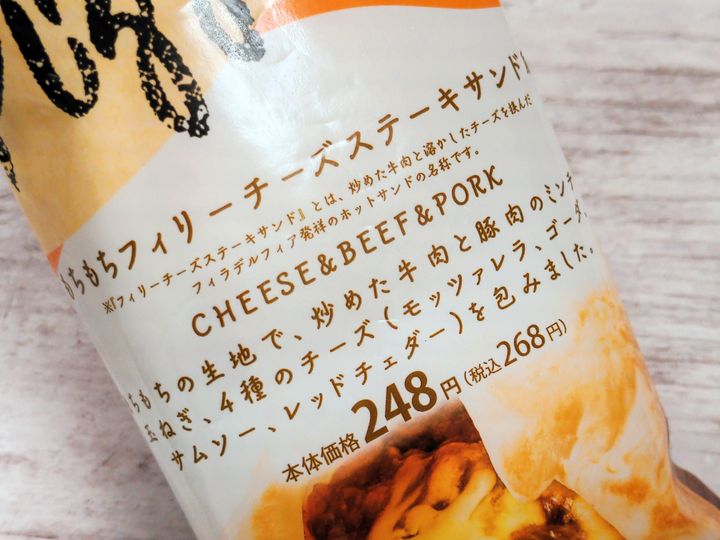 もちもちフィリーチーズステーキサンド
※『フィリーチーズステーキサンド』とは、炒めた牛肉と溶かしたチーズを挟んだ
フィラデルフィア発祥のホットサンドの名称です。
CHEESE&BEEF&PORK
もちもちの生地で、炒めた牛肉と豚肉のミンチ
玉ねぎ、4種のチーズ(モッツァレラ、ゴーダ、
サムソー、レッドチェダー)を包みました。
本体価格248円(税込268円)